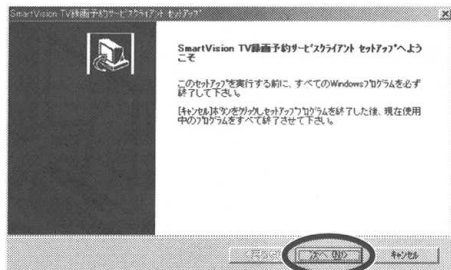 SmartVision TV録画予約サービスクライアント セットアップ
SmartVision TV録画予約サービスクライアント セットアップへよう
こそ
このセットアップを実行する前に、すべてのWindowsプログラムを必ず
終了して下さい。
[キャンセル]ボタンをクリックしセットアッププログラムを終了した後、現在使用
中のプログラムをすべて終了させて下さい。
次へ(N)> キャンセル